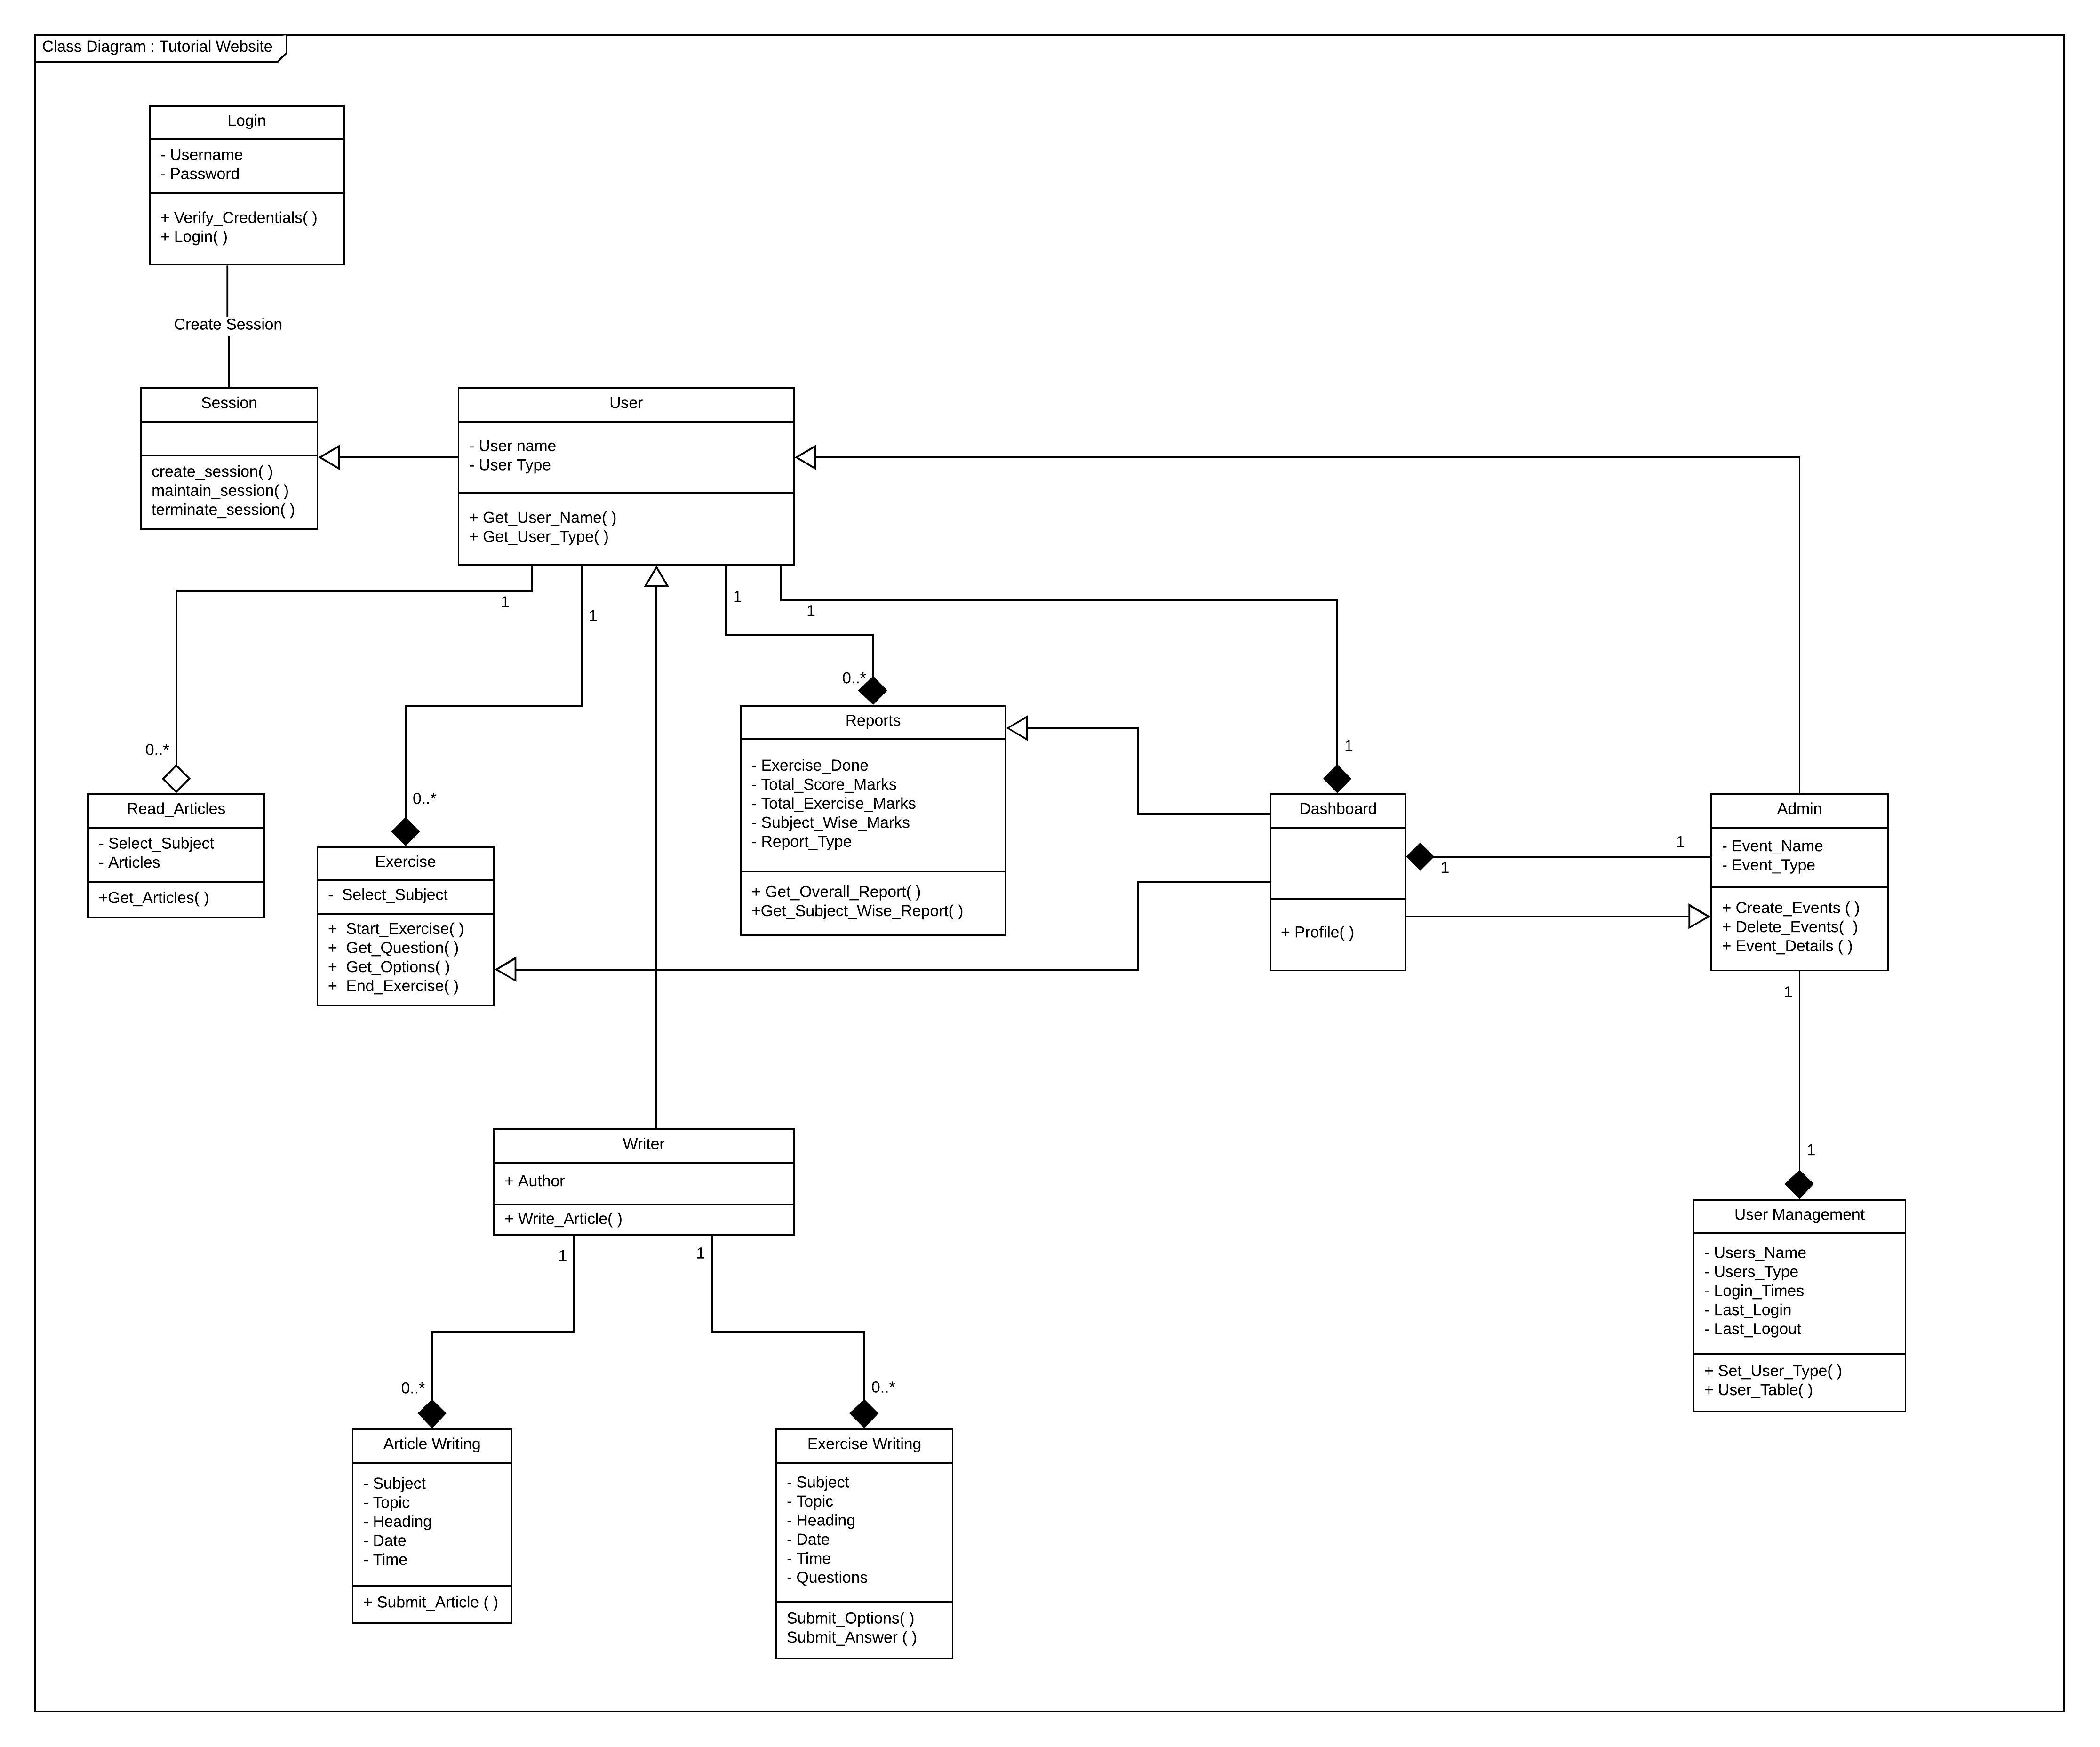 Class Diagram : Tutorial Website
Login
- Username
- Password
+ Verify_Credentials( )
+ Login( )
Create Session
Session
create_session( )
maintain_session( )
terminate_session( )
User
- User name
- User Type
+ Get_User_Name( )
+ Get_User_Type( )
1
1
1
1
0..*
0..*
0..*
1
Read_Articles
- Select_Subject
- Articles
+Get_Articles( )
Exercise
- Select_Subject
+ Start_Exercise( )
+ Get_Question( )
+ Get_Options( )
+ End_Exercise( )
Reports
- Exercise_Done
- Total_Score_Marks
- Total_Exercise_Marks
- Subject_Wise_Marks
- Report_Type
+ Get_Overall_Report( )
+Get_Subject_Wise_Report( )
Dashboard
+ Profile( )
1
1
Admin
- Event_Name
- Event_Type
+ Create_Events ( )
+ Delete_Events( )
+ Event_Details ( )
1
1
Writer
+ Author
+ Write_Article( )
1
1
0..*
0..*
User Management
- Users_Name
- Users_Type
- Login_Times
- Last_Login
- Last_Logout
+ Set_User_Type( )
+ User_Table( )
Article Writing
- Subject
- Topic
- Heading
- Date
- Time
+ Submit_Article ( )
Exercise Writing
- Subject
- Topic
- Heading
- Date
- Time
- Questions
Submit_Options( )
Submit_Answer ( )